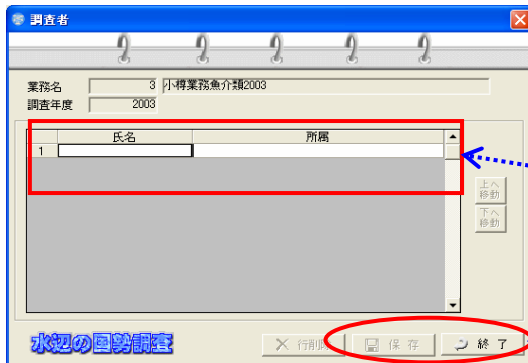 調査者
業務名 3 小樽業務魚介類2003
調査年度 2003
氏名 所属
1
上へ
移動
下へ
移動
水辺の国勢調査
行削除 保存 終了